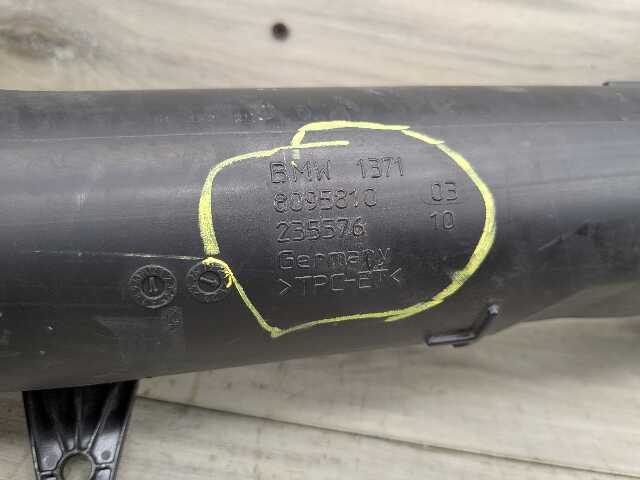 BMW 1371
8095810 03
235576 10
Germany
>TPC-ET<